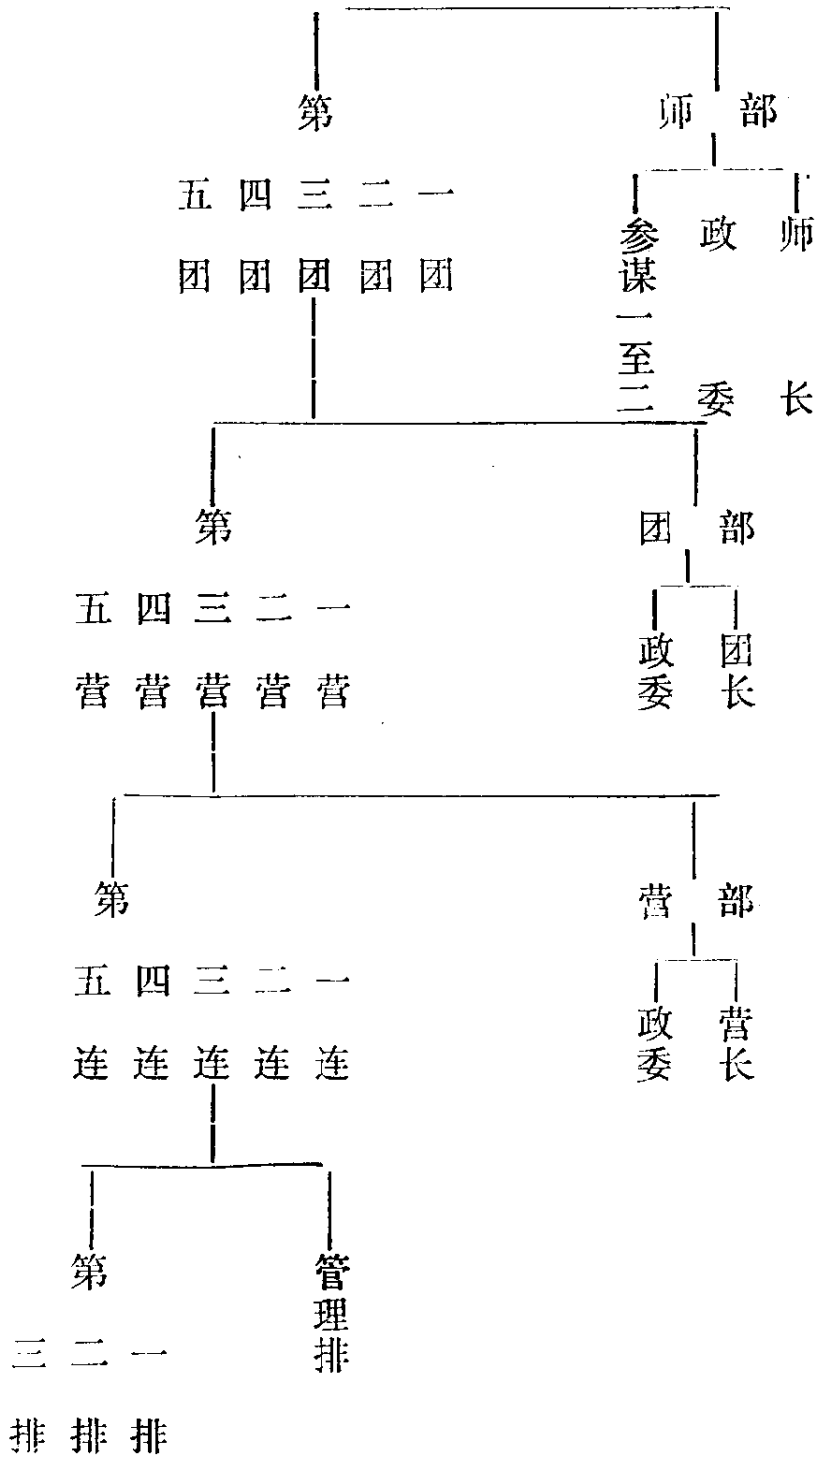 师部
师长
政委
参谋一至二
第
一团
二团
三团
四团
五团
团部
团长
政委
第
一营
二营
三营
四营
五营
营部
营长
政委
第
一连
二连
三连
四连
五连
管理排
第
一排
二排
三排